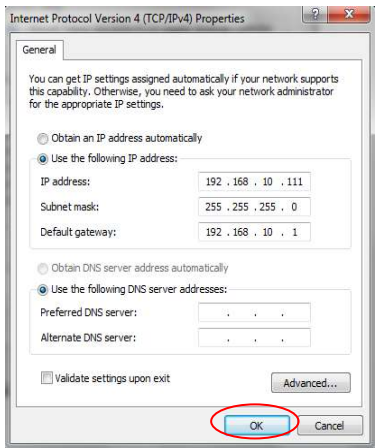 Internet Protocol Version 4 (TCP/IPv4) Properties
General
You can get IP settings assigned automatically if your network supports
this capability. Otherwise, you need to ask your network administrator
for the appropriate IP settings.
Obtain an IP address automatically
Use the following IP address:
IP address: 192 . 168 . 10 . 111
Subnet mask: 255 . 255 . 255 . 0
Default gateway: 192 . 168 . 10 . 1
Obtain DNS server address automatically
Use the following DNS server addresses:
Preferred DNS server: . . .
Alternate DNS server: . . .
Validate settings upon exit
Advanced...
OK Cancel